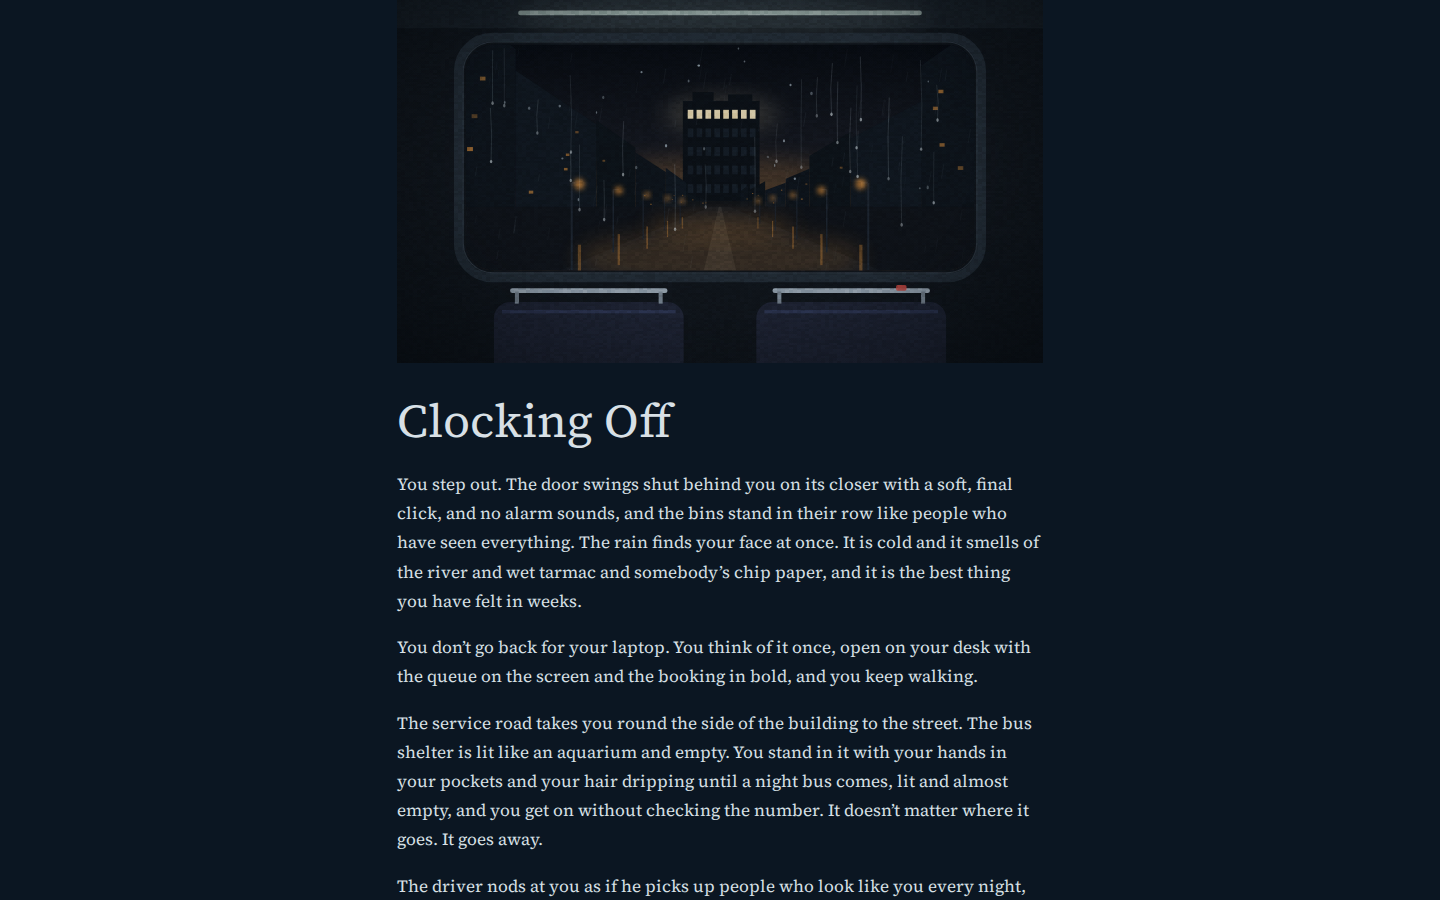 Clocking Off
You step out. The door swings shut behind you on its closer with a soft, final
click, and no alarm sounds, and the bins stand in their row like people who
have seen everything. The rain finds your face at once. It is cold and it smells of
the river and wet tarmac and somebody’s chip paper, and it is the best thing
you have felt in weeks.
You don’t go back for your laptop. You think of it once, open on your desk with
the queue on the screen and the booking in bold, and you keep walking.
The service road takes you round the side of the building to the street. The bus
shelter is lit like an aquarium and empty. You stand in it with your hands in
your pockets and your hair dripping until a night bus comes, lit and almost
empty, and you get on without checking the number. It doesn’t matter where it
goes. It goes away.
The driver nods at you as if he picks up people who look like you every night,